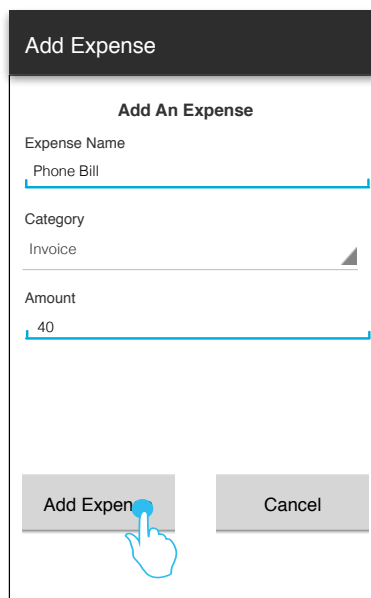 Add Expense
Add An Expense
Expense Name
Phone Bill
Category
Invoice
Amount
40
Add Expen
Cancel